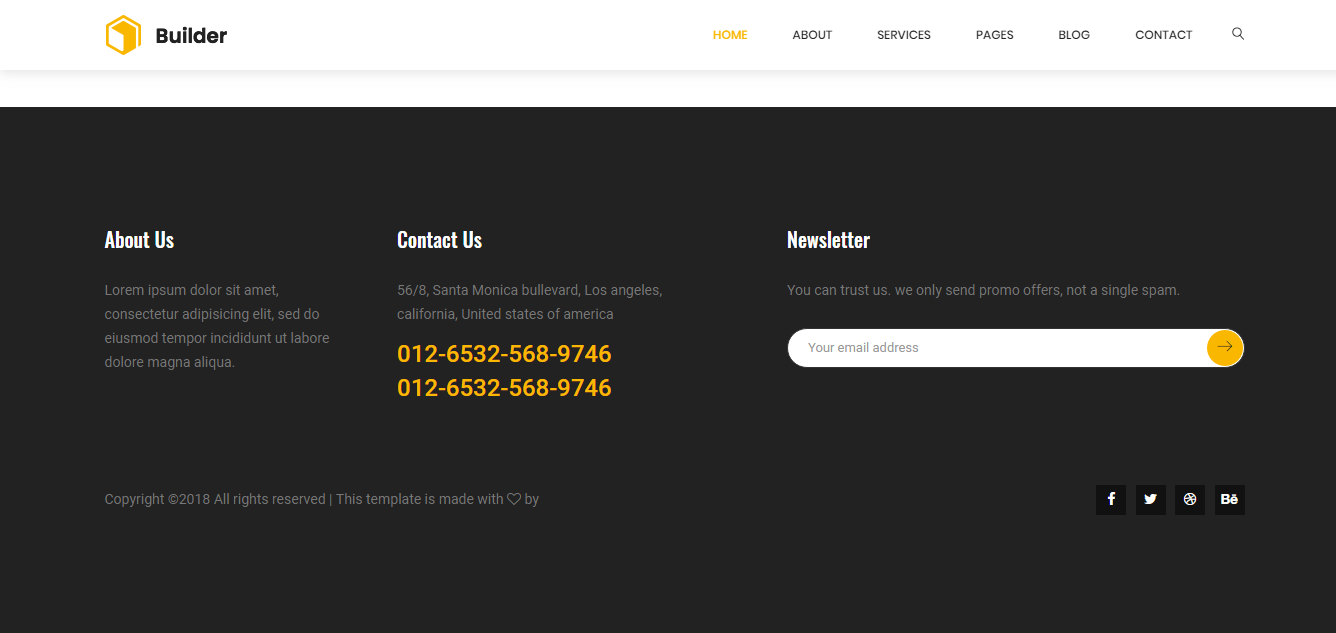 Builder
HOME ABOUT SERVICES PAGES BLOG CONTACT
About Us
Lorem ipsum dolor sit amet,
consectetur adipisicing elit, sed do
eiusmod tempor incididunt ut labore
dolore magna aliqua.
Contact Us
56/8, Santa Monica bullevard, Los angeles,
california, United states of america
012-6532-568-9746
012-6532-568-9746
Newsletter
You can trust us. we only send promo offers, not a single spam.
Your email address
Copyright ©2018 All rights reserved | This template is made with ♡ by